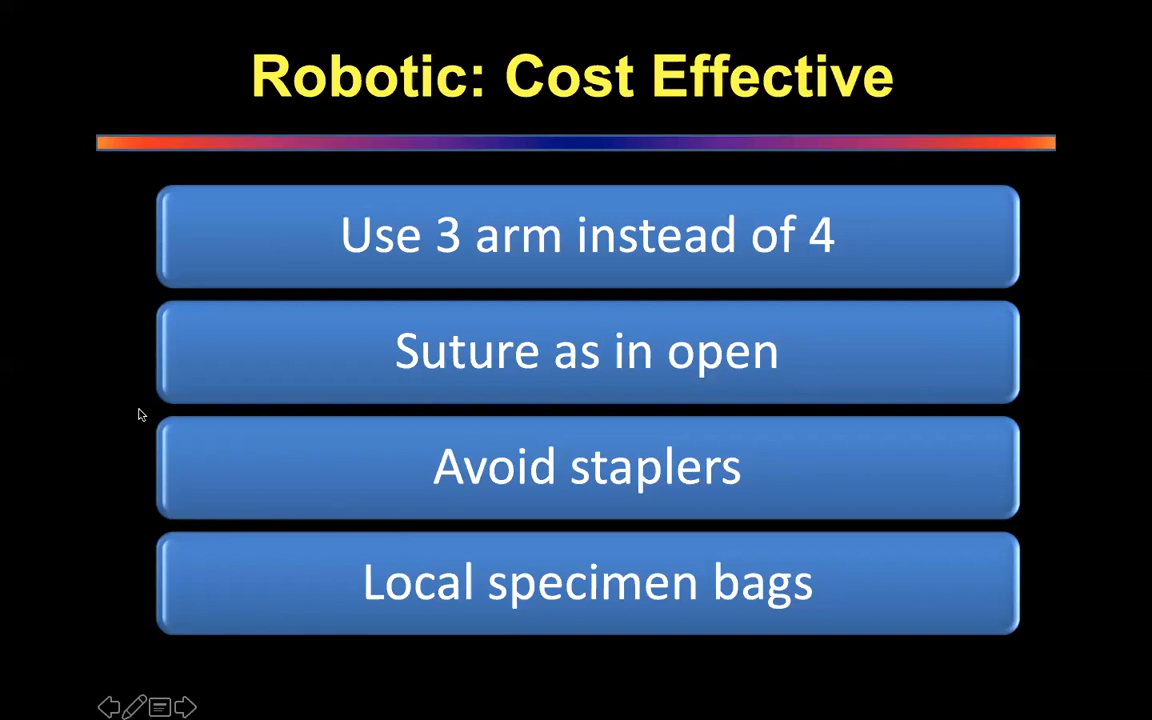 Robotic: Cost Effective
Use 3 arm instead of 4
Suture as in open
Avoid staplers
Local specimen bags